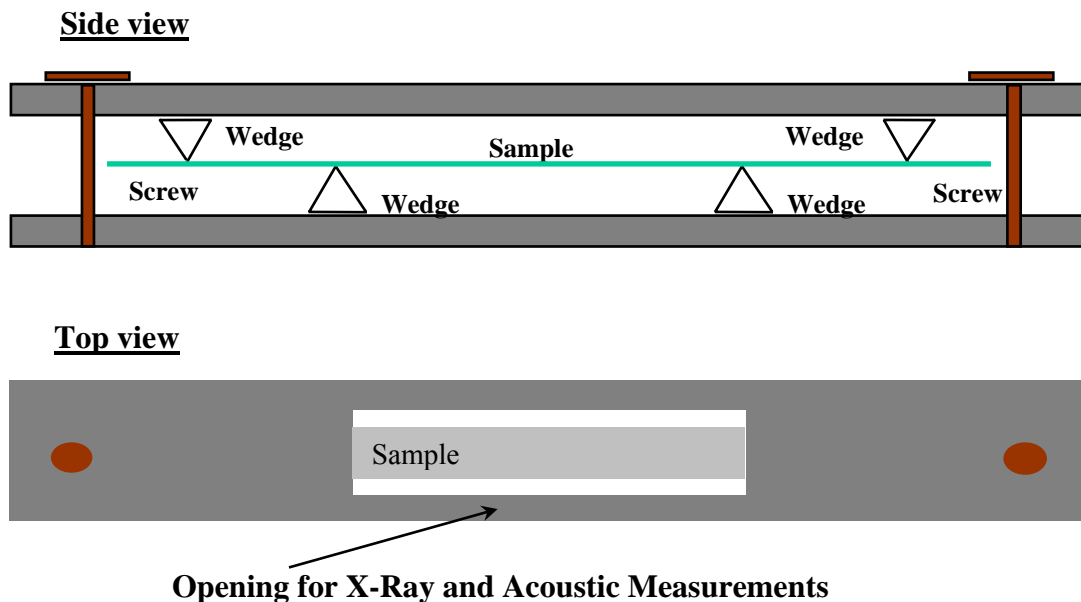 Side view
Wedge
Sample
Wedge
Screw
Wedge
Wedge
Screw
Top view
Sample
Opening for X-Ray and Acoustic Measurements